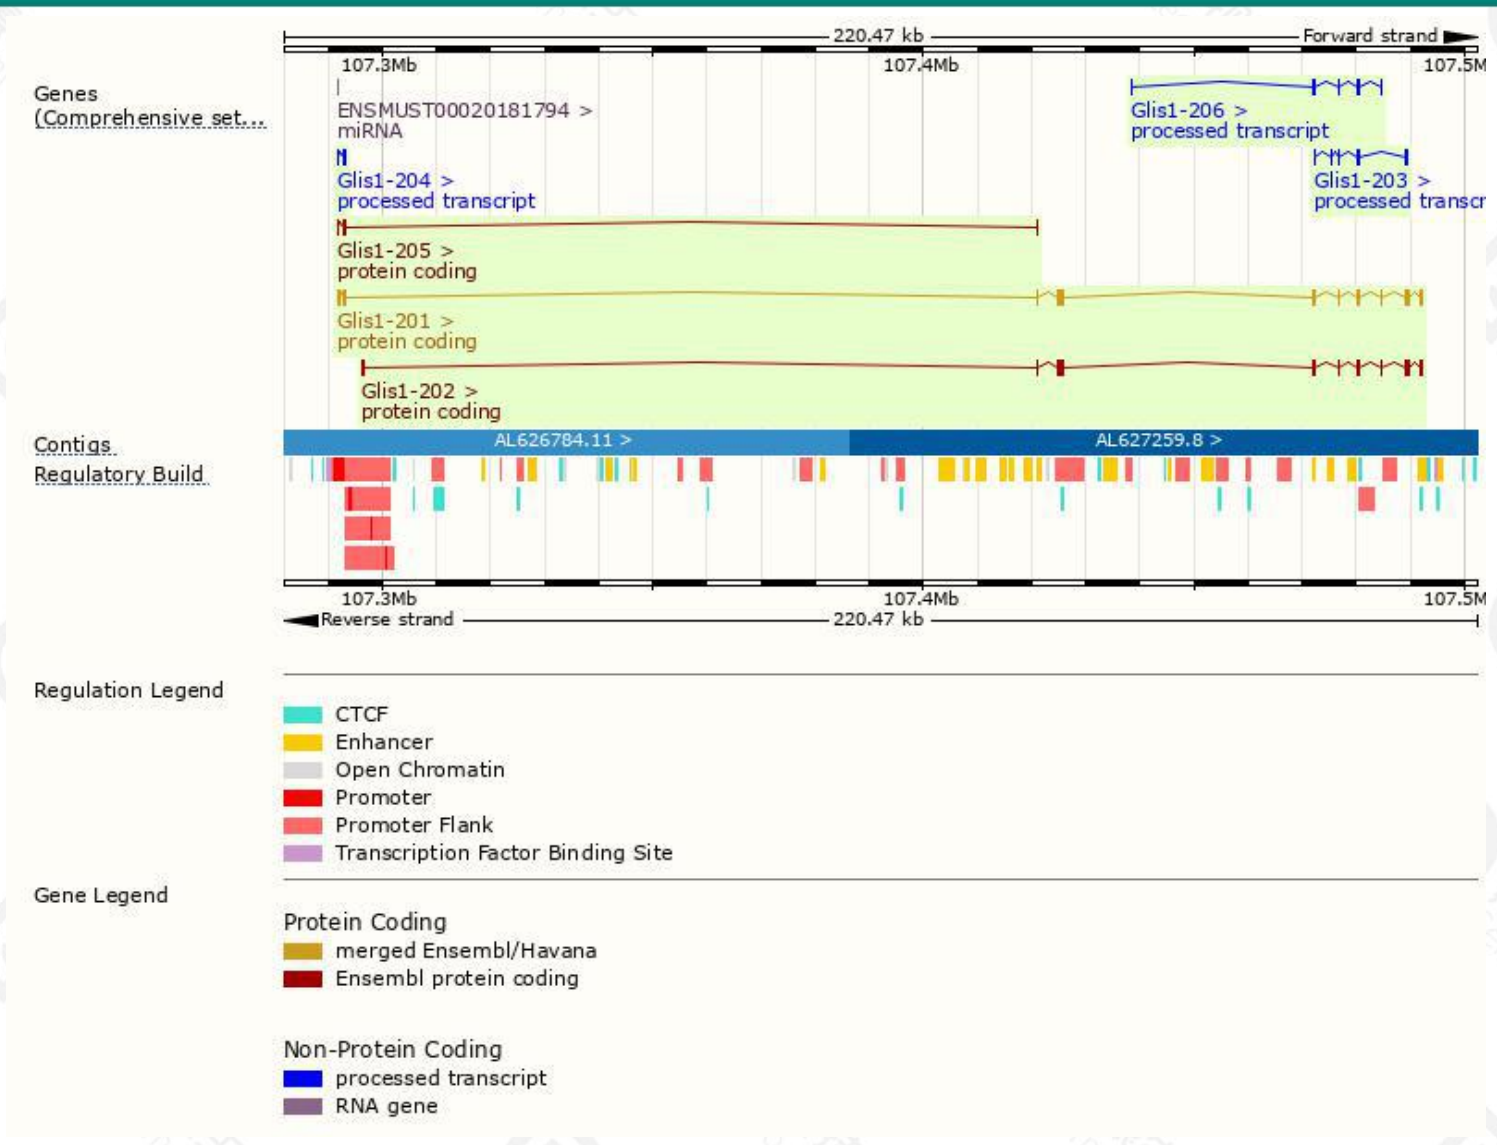 220.47 kb Forward strand
107.3Mb 107.4Mb 107.5M
Genes
(Comprehensive set...
ENSMUST00020181794 >
miRNA
Glis1-206 >
processed transcript
Glis1-204 >
processed transcript
Glis1-203 >
processed transcr
Glis1-205 >
protein coding
Glis1-201 >
protein coding
Glis1-202 >
protein coding
Contigs AL626784.11 > AL627259.8 >
Regulatory Build
107.3Mb 107.4Mb 107.5M
Reverse strand 220.47 kb
Regulation Legend
CTCF
Enhancer
Open Chromatin
Promoter
Promoter Flank
Transcription Factor Binding Site
Gene Legend
Protein Coding
merged Ensembl/Havana
Ensembl protein coding
Non-Protein Coding
processed transcript
RNA gene